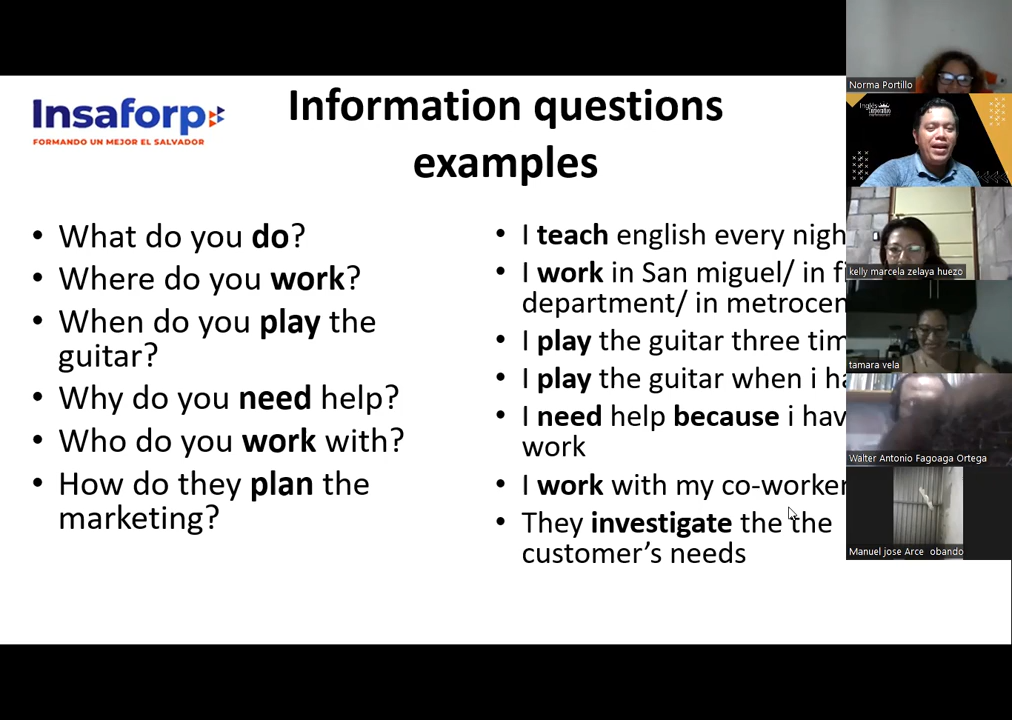 Insaforp
FORMANDO UN MEJOR EL SALVADOR
Information questions
examples
• What do you do?
• Where do you work?
• When do you play the
guitar?
• Why do you need help?
• Who do you work with?
• How do they plan the
marketing?
• I teach english every nigh
• I work in San miguel/ in fi
department/ in metrocen
• I play the guitar three tim
• I play the guitar when i ha
• I need help because i hav
work
• I work with my co-worker
• They investigate the the
customer’s needs
Norma Portillo
Inglés
kelly marcela zelaya huezo
tamara vela
Walter Antonio Fagoaga Ortega
Manuel jose Arce obando